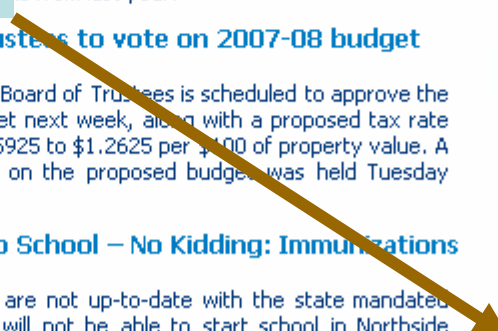 ustees to vote on 2007-08 budget
Board of Trustees is scheduled to approve the
et next week, along with a proposed tax rate
5925 to $1.2625 per $100 of property value. A
on the proposed budget was held Tuesday
o School – No Kidding: Immunizations
are not up-to-date with the state mandated
will not be able to start school in Northside